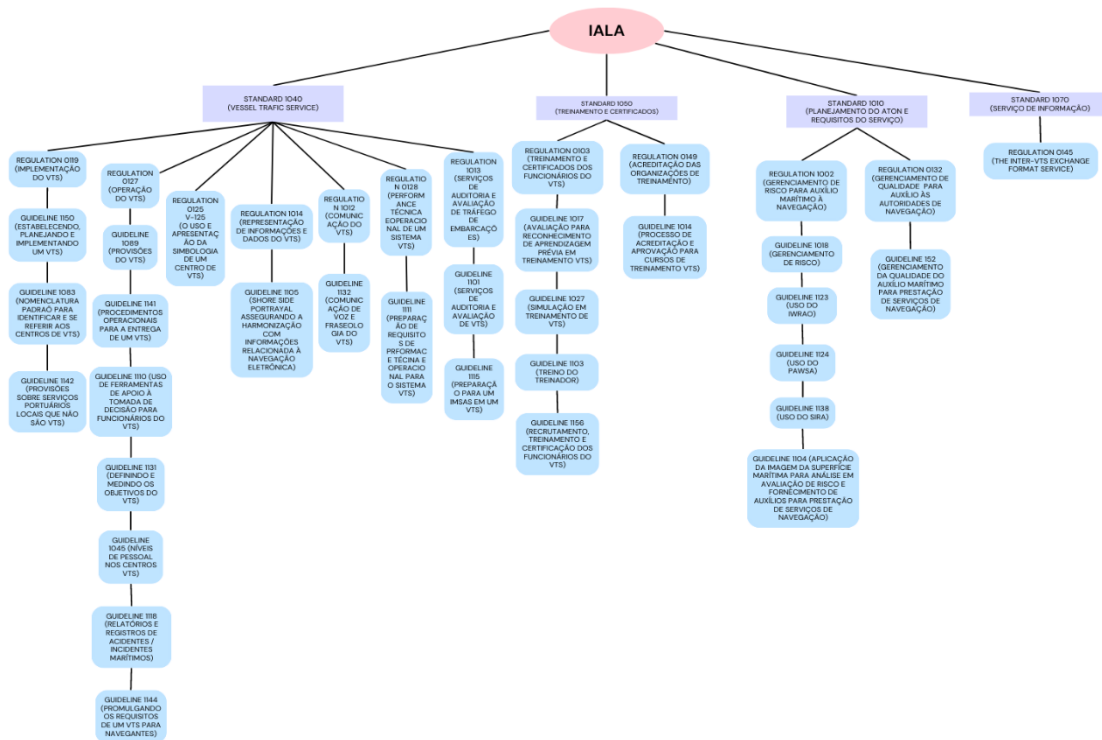 IALA
STANDARD 1040
(VESSEL TRAFIC SERVICE)
STANDARD 1050
(TREINAMENTO E CERTIFICADOS)
STANDARD 1010
(PLANEJAMENTO DO ATON E
REQUISITOS DO SERVIÇO)
STANDARD 1070
(SERVIÇO DE INFORMAÇÃO)
REGULATION 0119
(IMPLEMENTAÇÃO
DO VTS)
GUIDELINE 1150
(ESTABELECENDO,
PLANEJANDO E
IMPLEMENTANDO
UM VTS)
GUIDELINE 1083
(NOMENCLATURA
PADRAÕ PARA
IDENTIFICAR E SE
REFERIR AOS
CENTROS DE VTS)
GUIDELINE 1142
(PROVISÕES
SOBRE SERVIÇOS
PORTUÁRIOS
LOCAIS QUE NÃO
SÃO VTS)
REGULATION
0127
(OPERAÇÃO
DO VTS)
GUIDELINE
1089
(PROVISÕES
DO VTS)
GUIDELINE 1141
(PROCEDIMENTOS
OPERACIONAIS
PARA A ENTREGA
DE UM VTS)
GUIDELINE 1110 (USO
DE FERRAMENTAS
DE APOIO À
TOMADA DE
DECISÃO PARA
FUNCIONÁRIOS DO
VTS)
GUIDELINE 1131
(DEFININDO E
MEDINDO OS
OBJETIVOS DO
VTS)
GUIDELINE
1045 (NÍVEIS
DE PESSOAL
NOS CENTROS
VTS)
GUIDELINE 1118
(RELATÓRIOS E
REGISTROS DE
ACIDENTES /
INCIDENTES
MARÍTIMOS)
GUIDELINE 1144
(PROMULGANDO
OS REQUISITOS
DE UM VTS PARA
NAVEGANTES)
REGULATION
0125
V-125
(O USO E
APRESENTAÇ
ÃO DA
SIMBOLOGIA
DE UM
CENTRO DE
VTS)
REGULATION 1014
(REPRESENTAÇÃO
DE INFORMAÇÕES E
DADOS DO VTS)
GUIDELINE 1105
(SHORE SIDE
PORTRAYAL
ASSEGURANDO A
HARMONIZAÇÃO
COM
INFORMAÇÕES
RELACIONADA À
NAVEGAÇÃO
ELETRÔNICA)
REGULATIO
N 1012
(COMUNIC
AÇÃO DO
VTS)
GUIDELINE
1132
(COMUNIC
AÇÃO DE
VOZ E
FRASEOLO
GIA DO
VTS)
REGULATIO
N 0128
(PERFORM
ANCE
TÉCNICA
EOPERACIO
NAL DE UM
SISTEMA
VTS)
GUIDELINE
1111
(PREPARAÇ
ÃO DE
REQUISITO
S DE
PRFORMAC
E TÉCINA E
OPERACIO
NAL PARA
O SISTEMA
VTS)
REGULATION
1013
(SERVIÇOS
DE
AUDITORIA E
AVALIAÇÃO
DE TRÁFEGO
DE
EMBARCAÇÕ
ES)
GUIDELINE
1101
(SERVIÇOS DE
AUDITORIA E
AVALIAÇÃO
DE VTS)
GUIDELINE
1115
(PREPARAÇÃ
O PARA UM
IMSAS EM UM
VTS)
REGULATION 0103
(TREINAMENTO E
CERTIFICADOS DOS
FUNCIONÁRIOS DO
VTS)
GUIDELINE 1017
(AVALIAÇÃO PARA
RECONHECIMENTO
DE APRENDIZAGEM
PRÉVIA EM
TREINAMENTO VTS)
GUIDELINE 1027
(SIMULAÇÃO EM
TREINAMENTO DE
VTS)
GUIDELINE 1103
(TREINO DO
TREINADOR)
GUIDELINE 1156
(RECRUTAMENTO,
TREINAMENTO E
CERTIFICAÇÃO DOS
FUNCIONÁRIOS DO
VTS)
REGULATION 0149
(ACREDITAÇÃO DAS
ORGANIZAÇÕES DE
TREINAMENTO)
GUIDELINE 1014
(PROCESSO DE
ACREDITAÇÃO E
APROVAÇÃO PARA
CURSOS DE
TREINAMENTO VTS)
REGULATION 1002
(GERENCIAMENTO DE
RISCO PARA AUXÍLIO
MARÍTIMO À
NAVEGAÇÃO)
GUIDELINE 1018
(GERENCIAMENTO
DE RISCO)
GUIDELINE 1123
(USO DO
IWRAO)
GUIDELINE 1124
(USO DO
PAWSA)
GUIDELINE 1138
(USO DO SIRA)
GUIDELINE 1104 (APLICAÇÃO
DA IMAGEM DA SUPERFÍCIE
MARÍTIMA PARA ANÁLISE EM
AVALIAÇÃO DE RISCO E
FORNECIMENTO DE
AUXÍLIOS PARA PRESTAÇÃO
DE SERVIÇOS DE
NAVEGAÇÃO)
REGULATION 0132
(GERENCIAMENTO DE
QUALIDADE PARA
AUXÍLIO ÀS
AUTORIDADES DE
NAVEGAÇÃO)
GUIDELINE 152
(GERENCIAMENTO
DA QUALIDADE DO
AUXÍLIO MARÍTIMO
PARA PRESTAÇÃO
DE SERVIÇOS DE
NAVEGAÇÃO)
REGULATION 0145
(THE INTER-VTS EXCHANGE
FORMAT SERVICE)